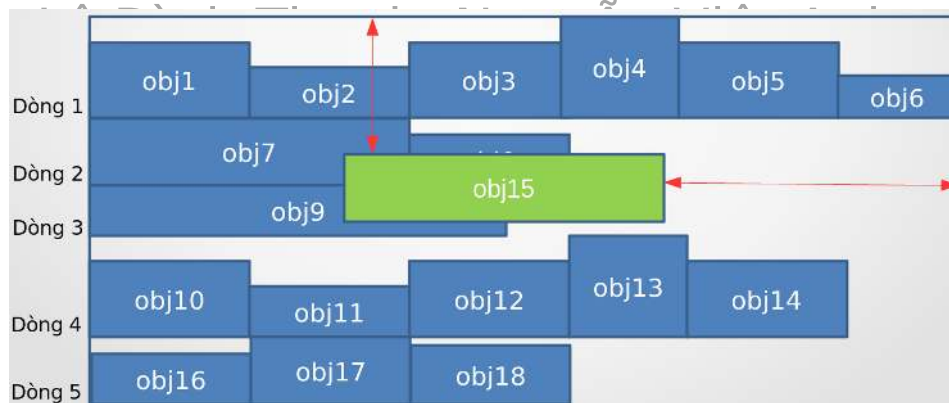 obj1 obj2 obj3 obj4 obj5 obj6
Dòng 1
obj7
Dòng 2
obj15
obj9
Dòng 3
obj10 obj11 obj12 obj13 obj14
Dòng 4
obj16 obj17 obj18
Dòng 5